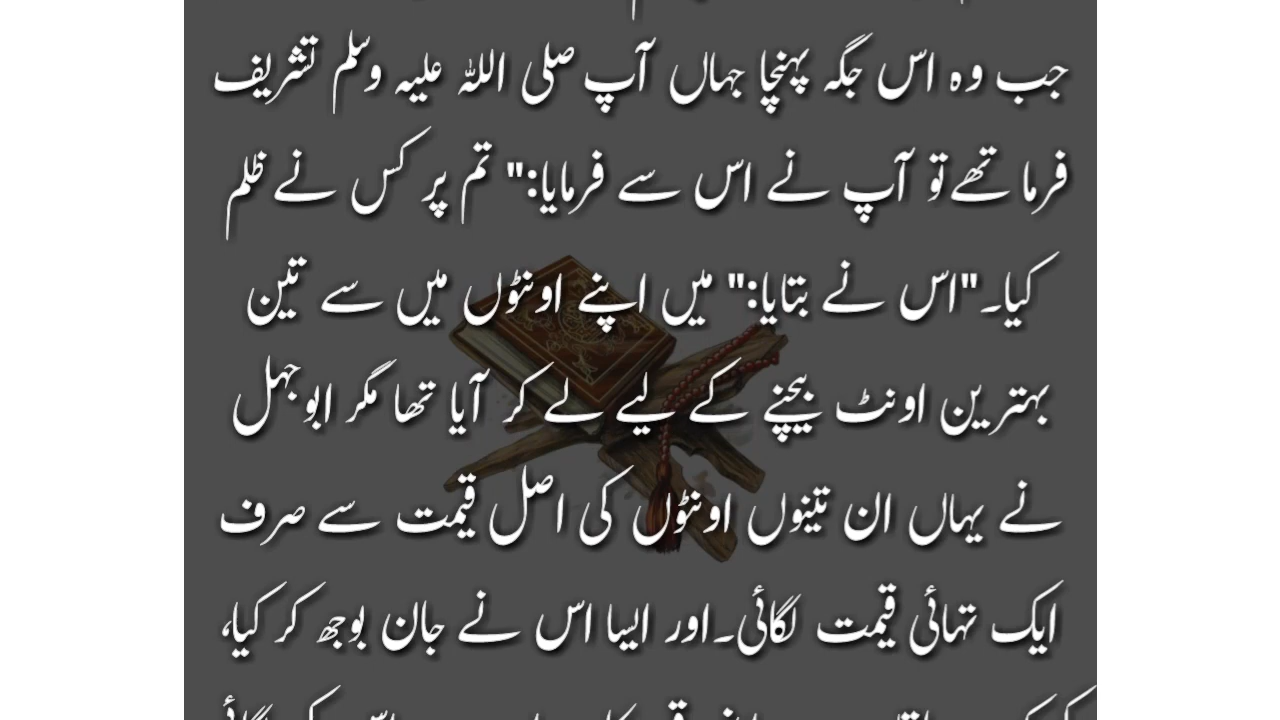 جب وہ اس جگہ پہنچا جہاں آپ صلی اللہ علیہ وسلم تشریف
فرما تھے تو آپ نے اس سے فرمایا:" تم پر کس نے ظلم
کیا۔"اس نے بتایا:" میں اپنے اونٹوں میں سے تین
بہترین اونٹ بیچنے کے لیے لے کر آیا تھا مگر ابوجہل
نے یہاں ان تینوں اونٹوں کی اصل قیمت سے صرف
ایک تہائی قیمت لگائی۔اور ایسا اس نے جان بوجھ کر کیا،